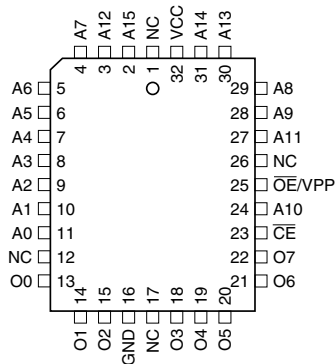 A7 A12 A15 NC VCC A14 A13
4 3 2 1 32 31 30
A6 5 29 A8
A5 6 28 A9
A4 7 27 A11
A3 8 26 NC
A2 9 25 OE/VPP
A1 10 24 A10
A0 11 23 CE
NC 12 22 O7
O0 13 21 O6
14 15 16 17 18 19 20
O1 O2 GND NC O3 O4 O5